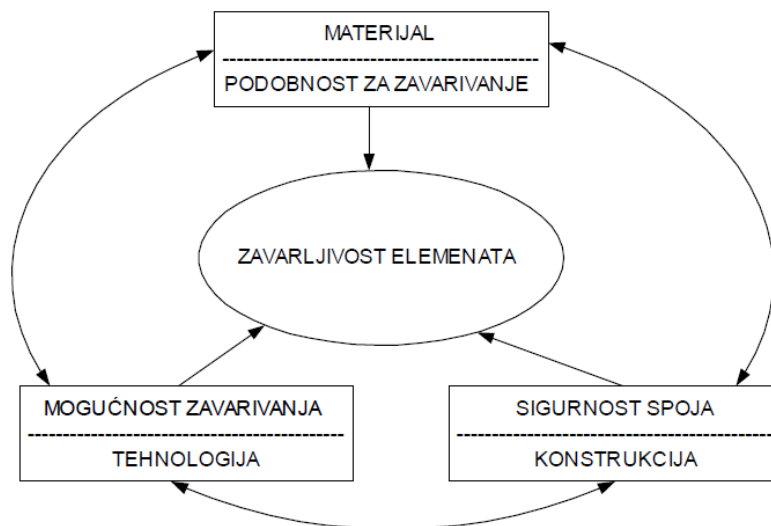 MATERIJAL
PODOBNOST ZA ZAVARIVANJE
ZAVARLJIVOST ELEMENATA
MOGUĆNOST ZAVARIVANJA
TEHNOLOGIJA
SIGURNOST SPOJA
KONSTRUKCIJA